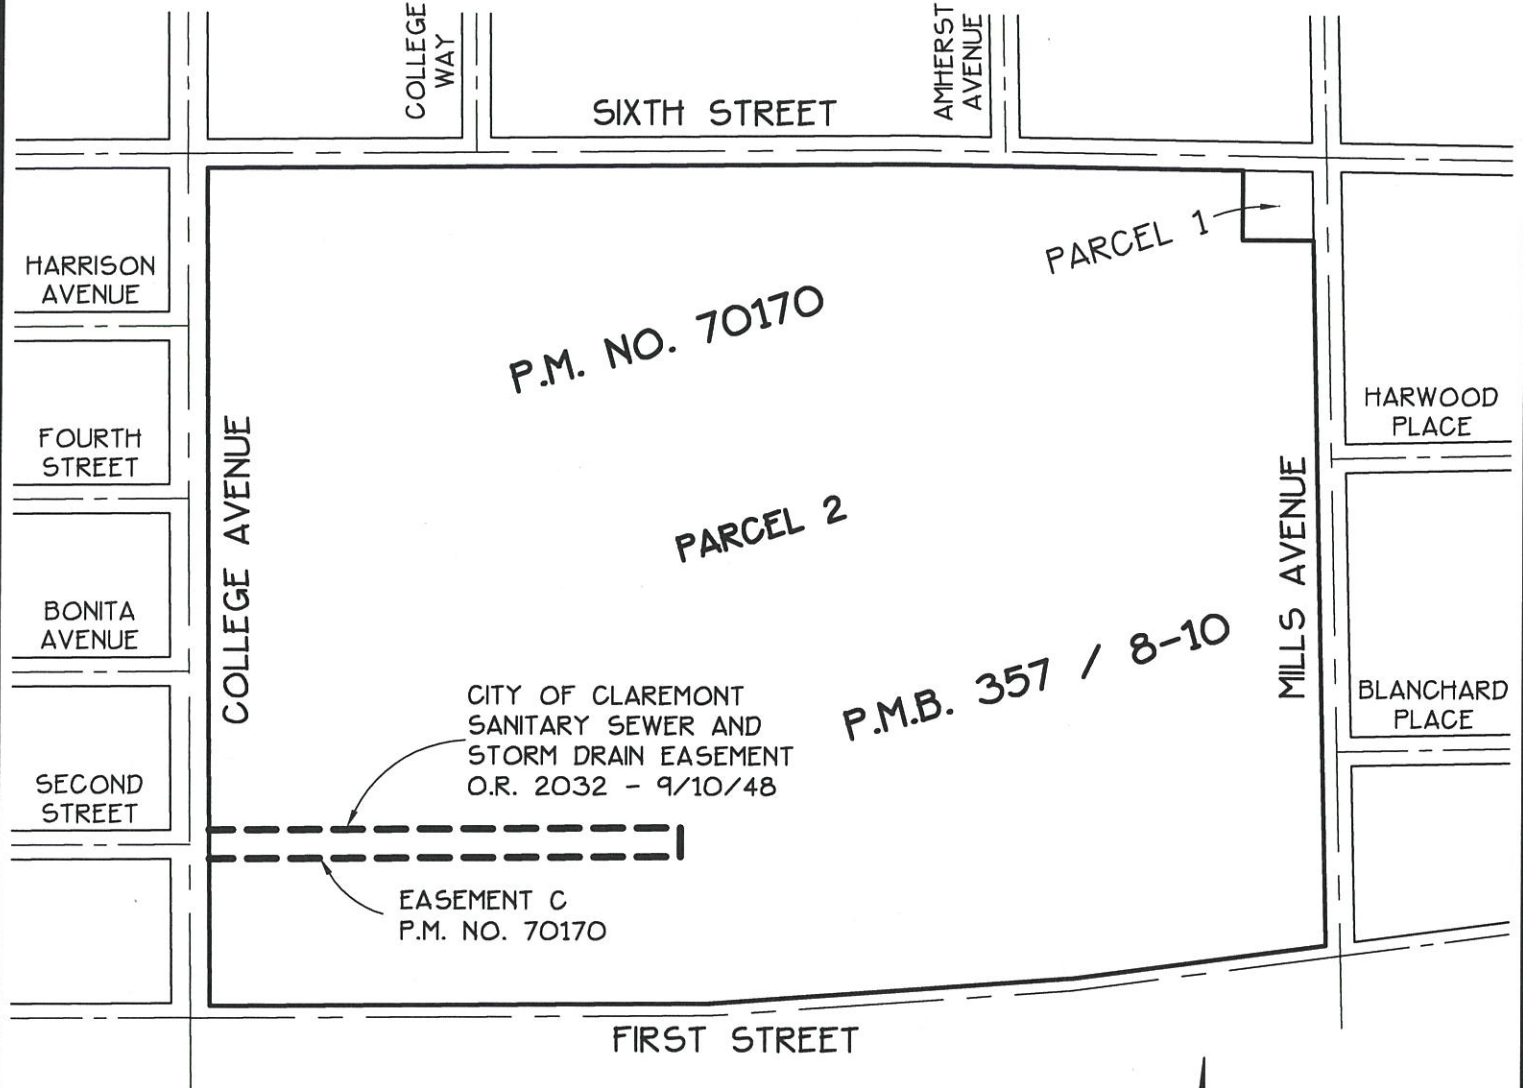 COLLEGE
WAY
AMHERST
AVENUE
SIXTH STREET
HARRISON
AVENUE
PARCEL 1
P.M. NO. 70170
FOURTH
STREET
COLLEGE AVENUE
HARWOOD
PLACE
PARCEL 2
MILLS AVENUE
BONITA
AVENUE
P.M.B. 357 / 8-10
BLANCHARD
PLACE
CITY OF CLAREMONT
SANITARY SEWER AND
STORM DRAIN EASEMENT
O.R. 2032 - 9/10/48
SECOND
STREET
EASEMENT C
P.M. NO. 70170
FIRST STREET